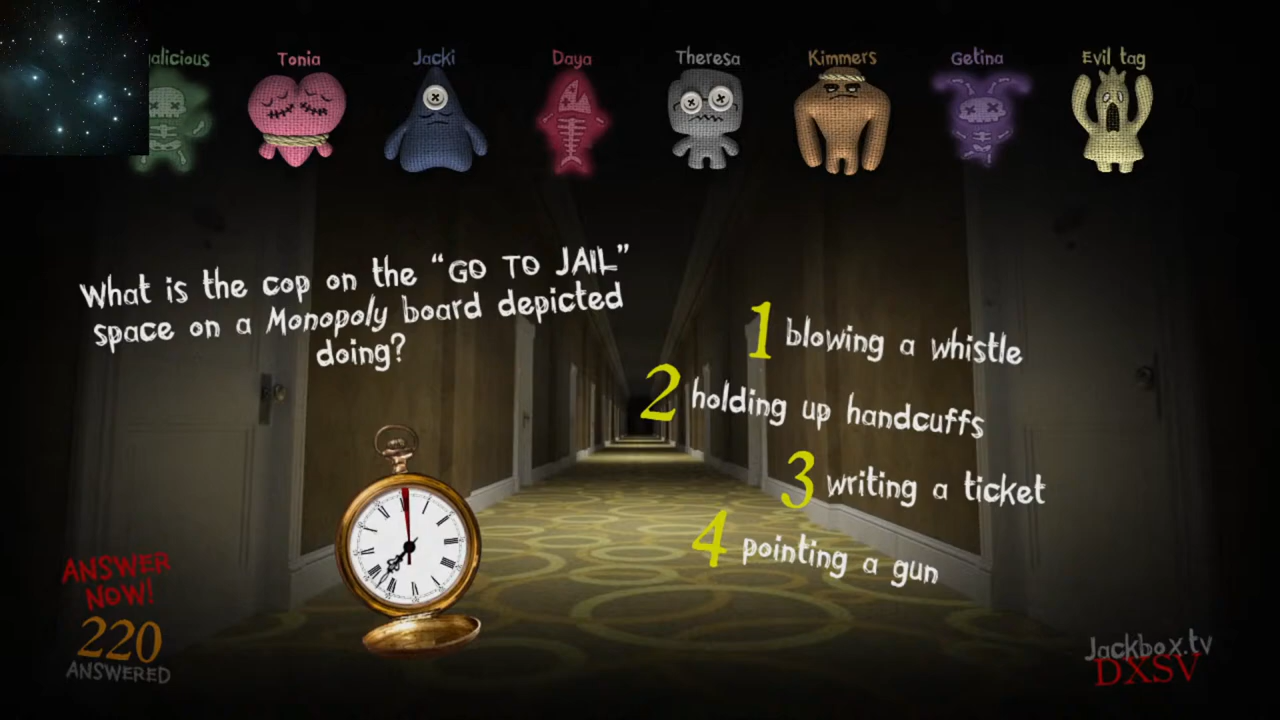 alicious
Tonia
Jacki
Daya
Theresa
Kimmers
Getina
Evil tag
What is the cop on the “GO TO JAIL”
space on a Monopoly board depicted
doing?
1 blowing a whistle
2 holding up handcuffs
3 writing a ticket
4 pointing a gun
ANSWER
NOW!
220
ANSWERED
Jackbox.tv
DXSV